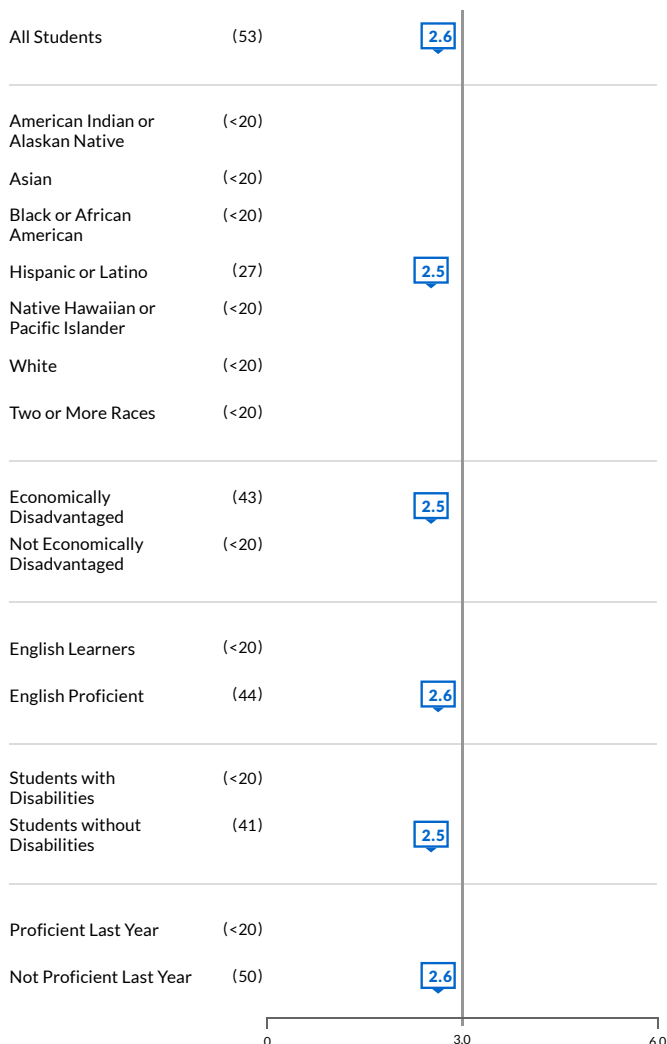 All Students (53) 2.6
American Indian or (<20)
Alaskan Native
Asian (<20)
Black or African (<20)
American
Hispanic or Latino (27) 2.5
Native Hawaiian or (<20)
Pacific Islander
White (<20)
Two or More Races (<20)
Economically (43) 2.5
Disadvantaged
Not Economically (<20)
Disadvantaged
English Learners (<20)
English Proficient (44) 2.6
Students with (<20)
Disabilities
Students without (41) 2.5
Disabilities
Proficient Last Year (<20)
Not Proficient Last Year (50) 2.6
0 3.0 6.0